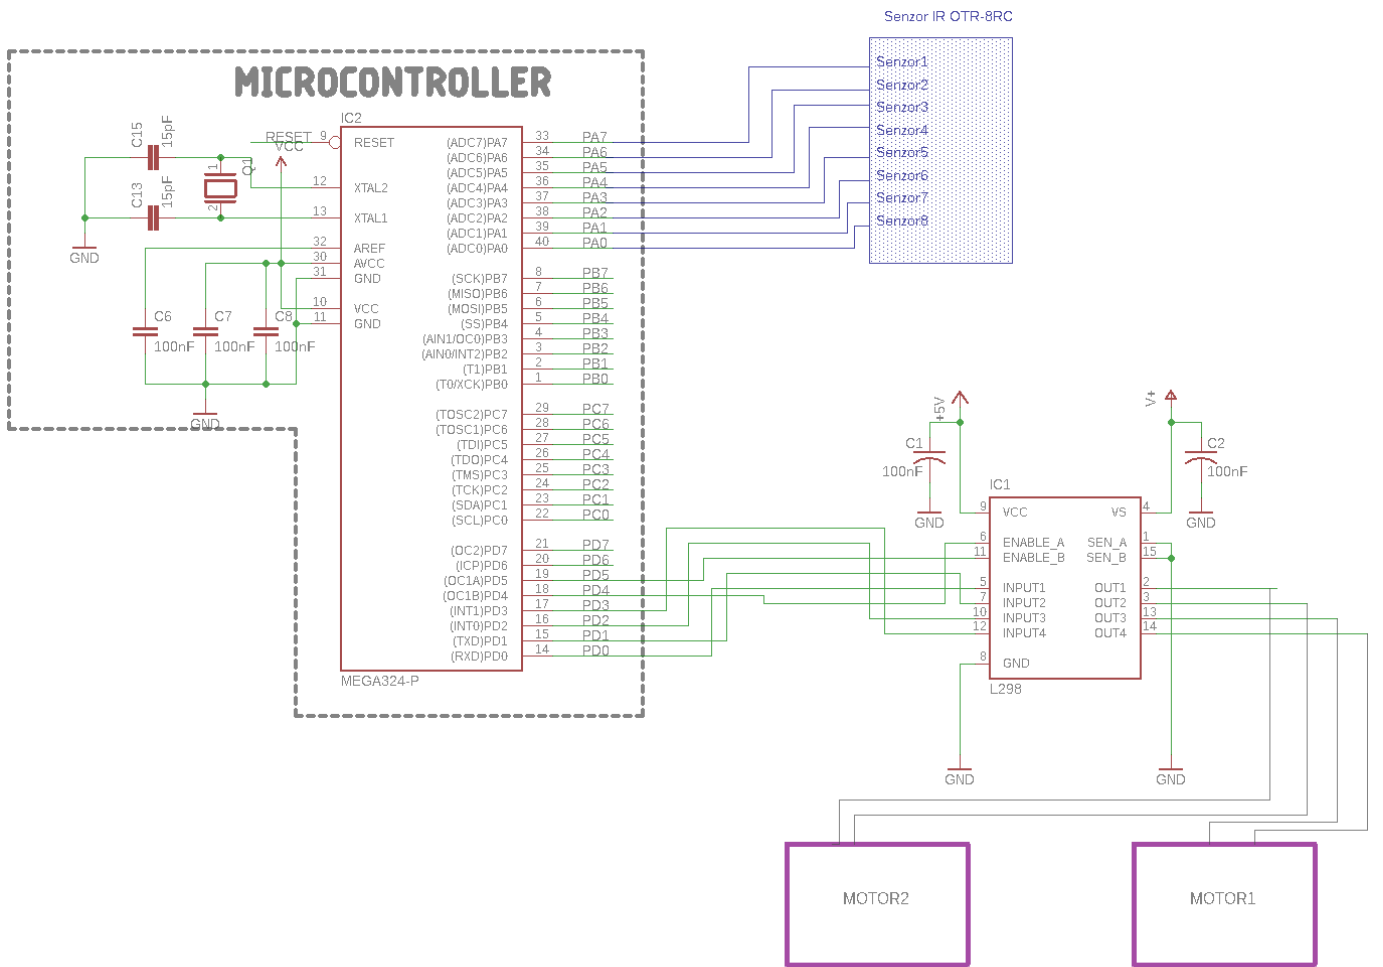 Senzor IR OTR-8RC
Senzor1
Senzor2
Senzor3
Senzor4
Senzor5
Senzor6
Senzor7
Senzor8
MICROCONTROLLER
IC2
C15
15pF
C13
15pF
Q1
1
2
GND
RESET
VCC
9 RESET
12 XTAL2
13 XTAL1
32 AREF
30 AVCC
31 GND
10 VCC
11 GND
C6
100nF
C7
100nF
C8
100nF
GND
(ADC7)PA7 33 PA7
(ADC6)PA6 34 PA6
(ADC5)PA5 35 PA5
(ADC4)PA4 36 PA4
(ADC3)PA3 37 PA3
(ADC2)PA2 38 PA2
(ADC1)PA1 39 PA1
(ADC0)PA0 40 PA0
(SCK)PB7 8 PB7
(MISO)PB6 7 PB6
(MOSI)PB5 6 PB5
(SS)PB4 5 PB4
(AIN1/OC0)PB3 4 PB3
(AIN0/INT2)PB2 3 PB2
(T1)PB1 2 PB1
(T0/XCK)PB0 1 PB0
(TOSC2)PC7 29 PC7
(TOSC1)PC6 28 PC6
(TDI)PC5 27 PC5
(TDO)PC4 26 PC4
(TMS)PC3 25 PC3
(TCK)PC2 24 PC2
(SDA)PC1 23 PC1
(SCL)PC0 22 PC0
(OC2)PD7 21 PD7
(ICP)PD6 20 PD6
(OC1A)PD5 19 PD5
(OC1B)PD4 18 PD4
(INT1)PD3 17 PD3
(INT0)PD2 16 PD2
(TXD)PD1 15 PD1
(RXD)PD0 14 PD0
MEGA324-P
+5V
C1
100nF
GND
V+
C2
100nF
GND
IC1
9 VCC
6 ENABLE_A
11 ENABLE_B
5 INPUT1
7 INPUT2
10 INPUT3
12 INPUT4
8 GND
VS 4
SEN_A 1
SEN_B 15
OUT1 2
OUT2 3
OUT3 13
OUT4 14
L298
GND
GND
MOTOR2
MOTOR1